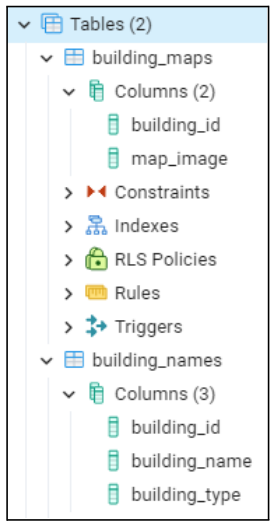 Tables (2)
building_maps
Columns (2)
building_id
map_image
Constraints
Indexes
RLS Policies
Rules
Triggers
building_names
Columns (3)
building_id
building_name
building_type